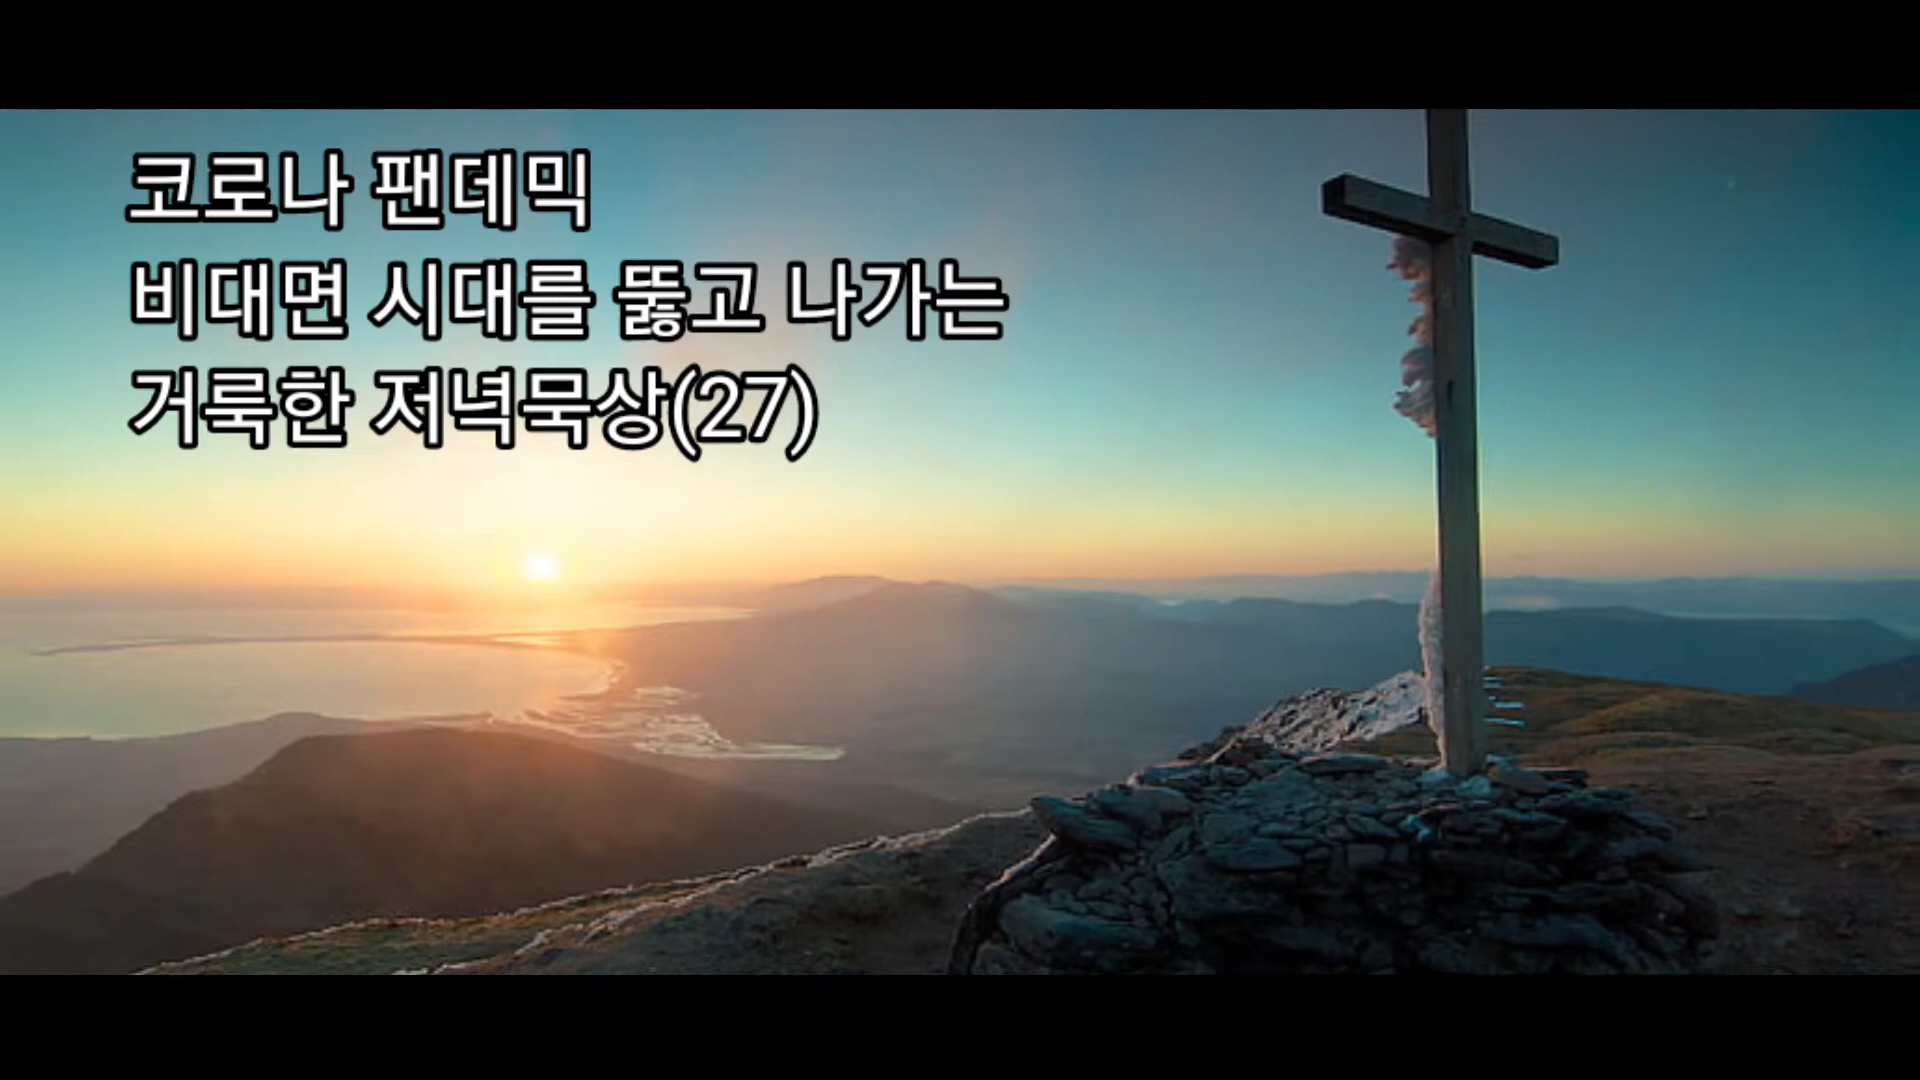 코로나 팬데믹
비대면 시대를 뚫고 나가는
거룩한 저녁묵상(27)